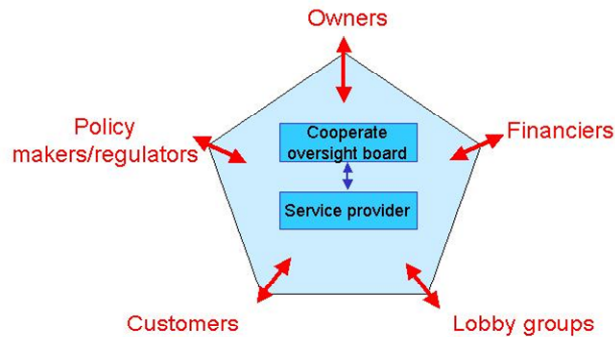 Owners
Policy
makers/regulators
Financiers
Cooperate
oversight board
Service provider
Customers
Lobby groups